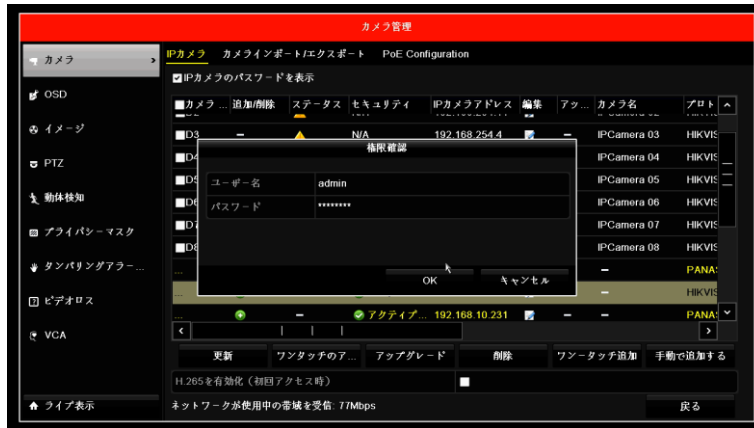 カメラ管理
カメラ
OSD
イメージ
PTZ
動体検知
プライバシーマスク
タンパリングアラー...
ビデオロス
VCA
ライブ表示
IPカメラ カメラインポート/エクスポート PoE Configuration
IPカメラのパスワードを表示
カメラ ... 追加/削除 ステータス セキュリティ IPカメラアドレス 編集 アッ... カメラ名 プロト
D3 – N/A 192.168.254.4 IPCamera 03 HIKVIS
D4 IPCamera 04 HIKVIS
D5 IPCamera 05 HIKVIS
D6 IPCamera 06 HIKVIS
D7 IPCamera 07 HIKVIS
D8 IPCamera 08 HIKVIS
... – PANAS
... – HIKVIS
... – アクティブ... 192.168.10.231 – – PANAS
権限確認
ユーザー名 admin
パスワード ********
OK キャンセル
更新 ワンタッチのア... アップグレード 削除 ワンータッチ追加 手動で追加する
H.265を有効化（初回アクセス時）
ネットワークが使用中の帯域を受信: 77Mbps
戻る